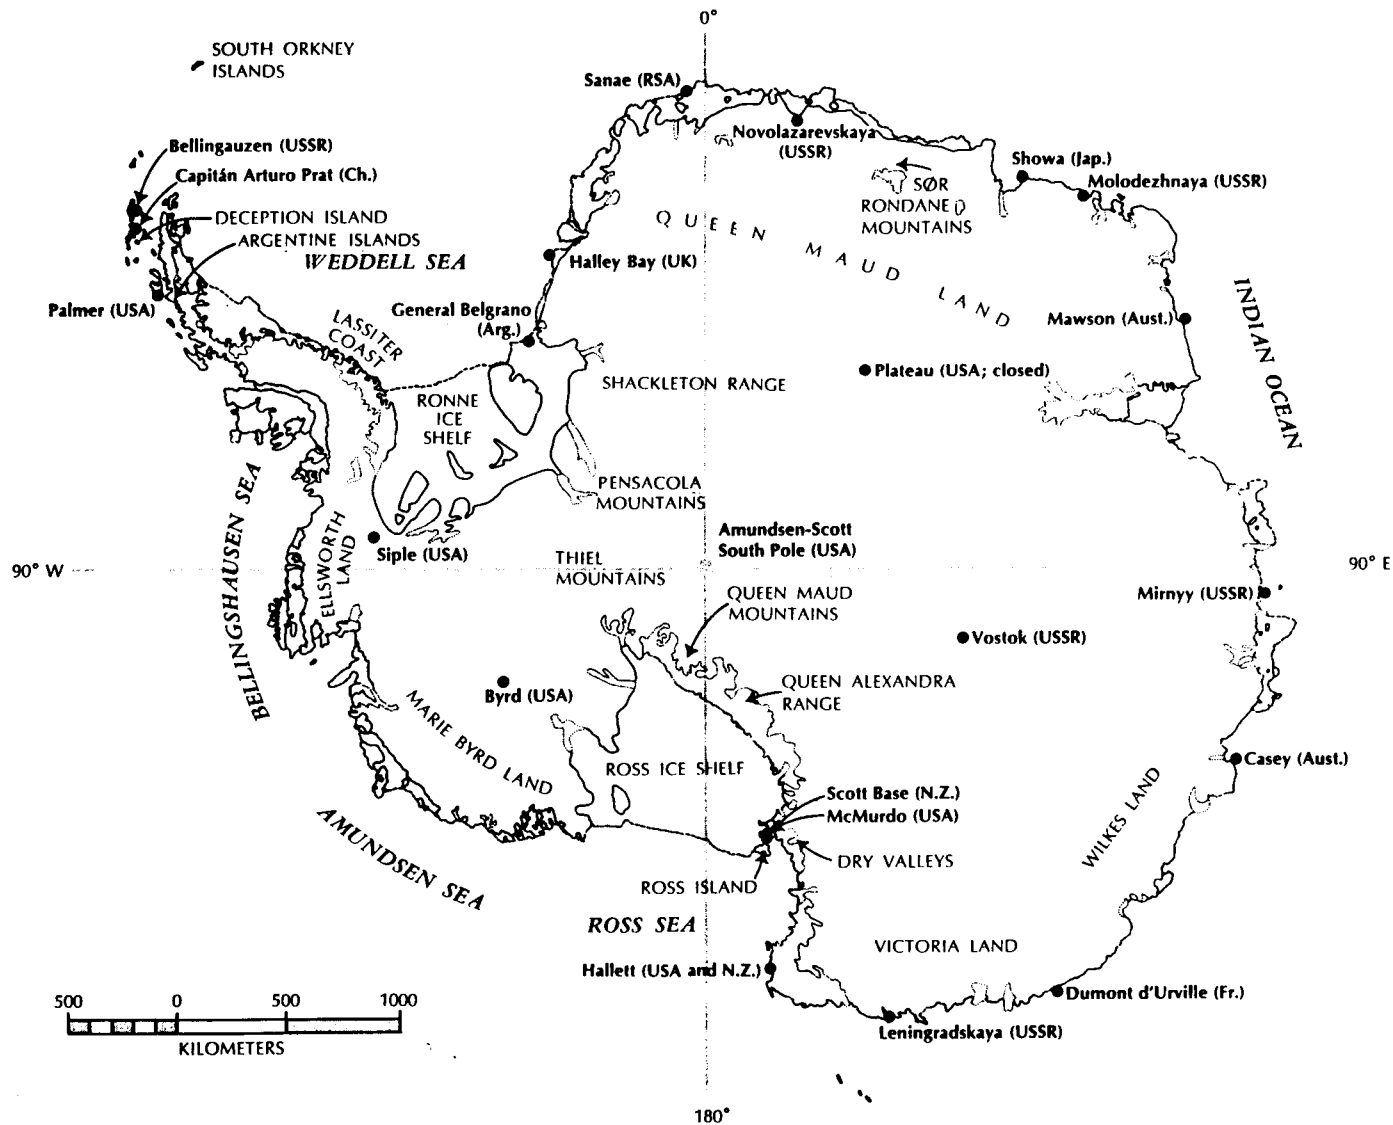 0°
SOUTH ORKNEY
ISLANDS
Sanae (RSA)
Novolazarevskaya
(USSR)
Bellingauzen (USSR)
Capitán Arturo Prat (Ch.)
DECEPTION ISLAND
ARGENTINE ISLANDS
WEDDELL SEA
Showa (Jap.)
Molodezhnaya (USSR)
SØR
RONDANE
MOUNTAINS
QUEEN MAUD LAND
Halley Bay (UK)
Palmer (USA)
General Belgrano
(Arg.)
LASSITER
COAST
Mawson (Aust.)
INDIAN OCEAN
Plateau (USA; closed)
SHACKLETON RANGE
RONNE
ICE
SHELF
PENSACOLA
MOUNTAINS
BELLINGSHAUSEN SEA
ELLSWORTH
LAND
Siple (USA)
Amundsen-Scott
South Pole (USA)
THIEL
MOUNTAINS
90° W
90° E
QUEEN MAUD
MOUNTAINS
Mirnyy (USSR)
Vostok (USSR)
Byrd (USA)
QUEEN ALEXANDRA
RANGE
MARIE BYRD LAND
ROSS ICE SHELF
Casey (Aust.)
Scott Base (N.Z.)
McMurdo (USA)
WILKES LAND
AMUNDSEN SEA
DRY VALLEYS
ROSS ISLAND
ROSS SEA
VICTORIA LAND
Hallett (USA and N.Z.)
Dumont d'Urville (Fr.)
Leningradskaya (USSR)
500 0 500 1000
KILOMETERS
180°